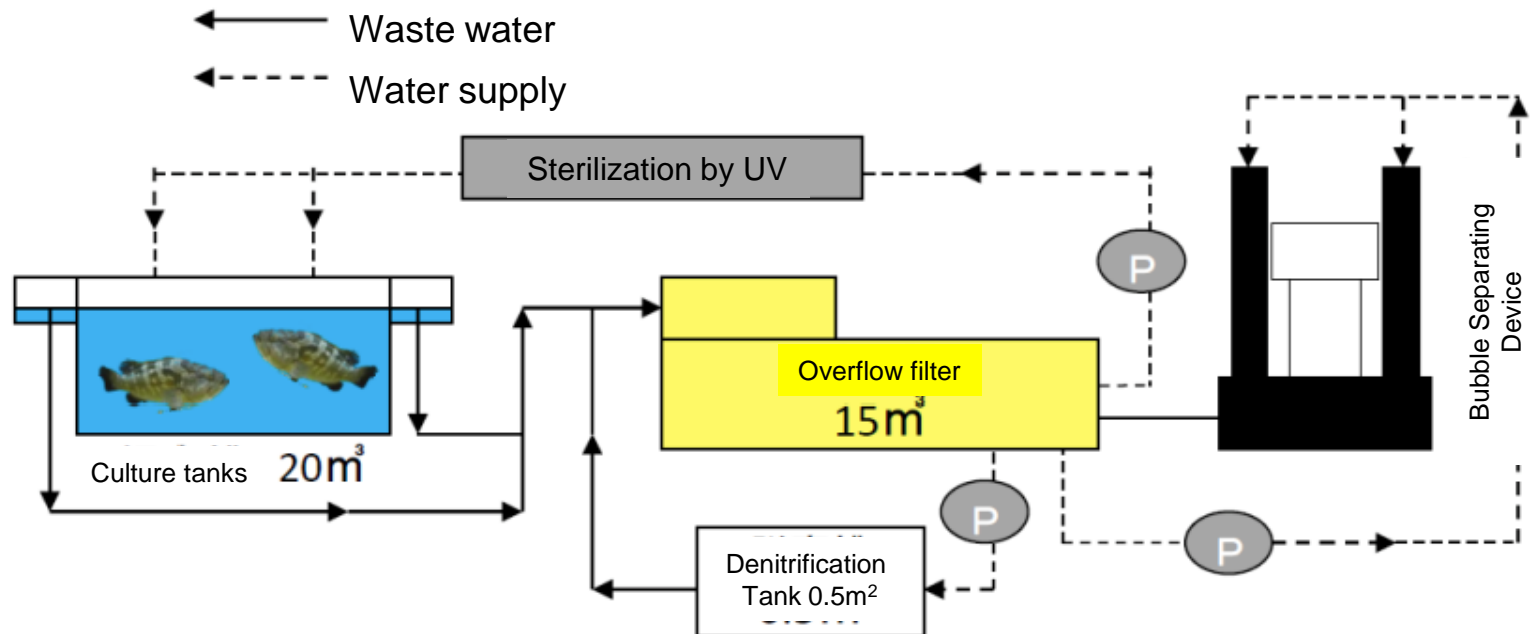 Waste water
Water supply
Sterilization by UV
P
Bubble Separating
Device
Overflow filter
15m³
Culture tanks 20m³
P
P
Denitrification
Tank 0.5m²